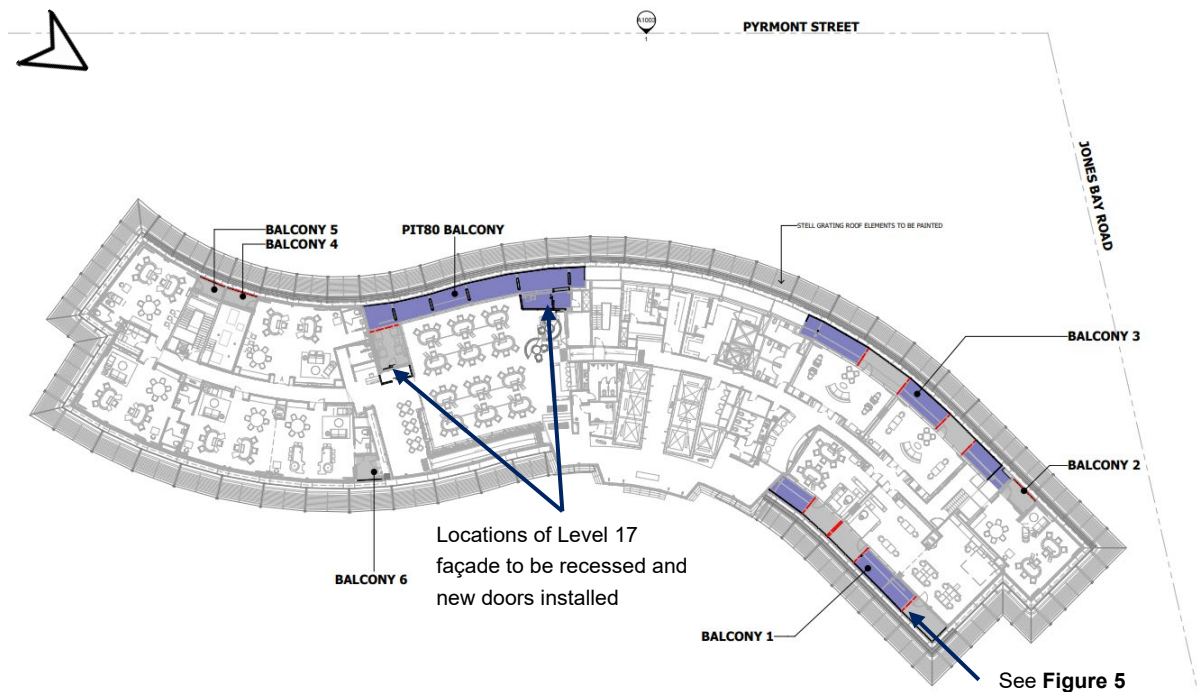 A1003
1
PYRMONT STREET
JONES BAY ROAD
BALCONY 5
BALCONY 4
PIT80 BALCONY
STELL GRATING ROOF ELEMENTS TO BE PAINTED
BALCONY 3
BALCONY 2
Locations of Level 17
façade to be recessed and
new doors installed
BALCONY 6
BALCONY 1
See Figure 5